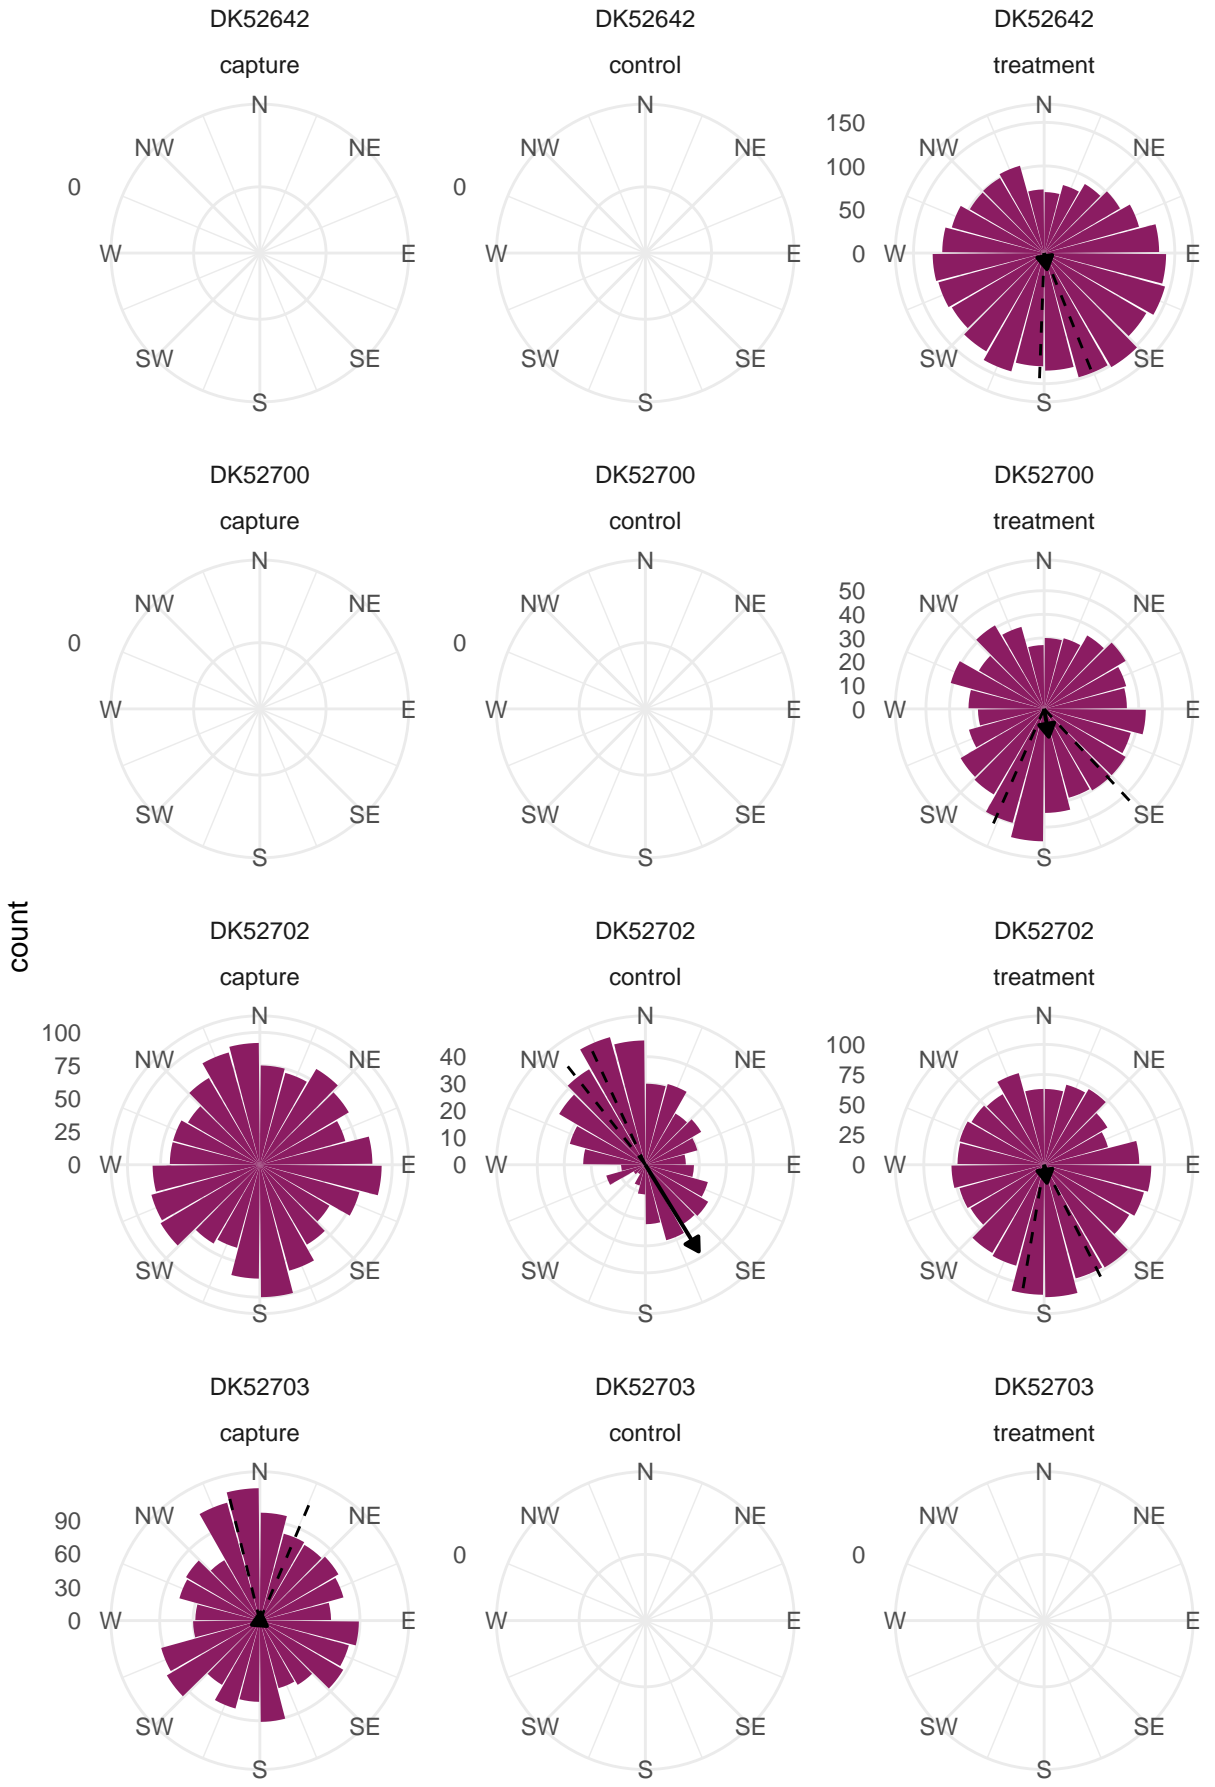 DK52642 DK52642 DK52642
capture control treatment
N N N
150
NW NE NW NE NW NE
100
0 0
50
W E W E 0 W E
SW SE SW SE SW SE
S S S
DK52700 DK52700 DK52700
capture control treatment
N N N
50
NW NE NW NE NW NE
40
30
0 0
20
10
W E W E 0 W E
SW SE SW SE SW SE
S S S
count
DK52702 DK52702 DK52702
capture control treatment
N N N
100 100
NW NE 40 NW NE NW NE
75 30 75
50 20 50
25 10 25
0 W E 0 W E 0 W E
SW SE SW SE SW SE
S S S
DK52703 DK52703 DK52703
capture control treatment
N N N
NW NE NW NE NW NE
90
60 0 0
30
0 W E W E W E
SW SE SW SE SW SE
S S S